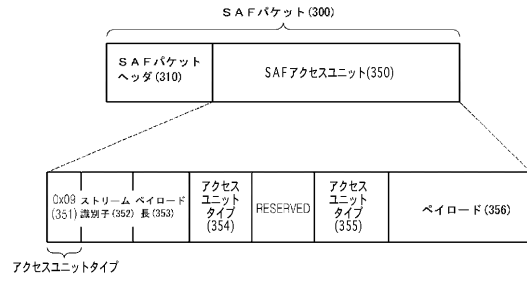 SAFパケット(300)
SAFパケット
ヘッダ(310)
SAFアクセスユニット(350)
0x09
(351)
ストリーム
識別子(352)
ペイロード
長(353)
アクセス
ユニット
タイプ
(354)
RESERVED
アクセス
ユニット
タイプ
(355)
ペイロード(356)
アクセスユニットタイプ